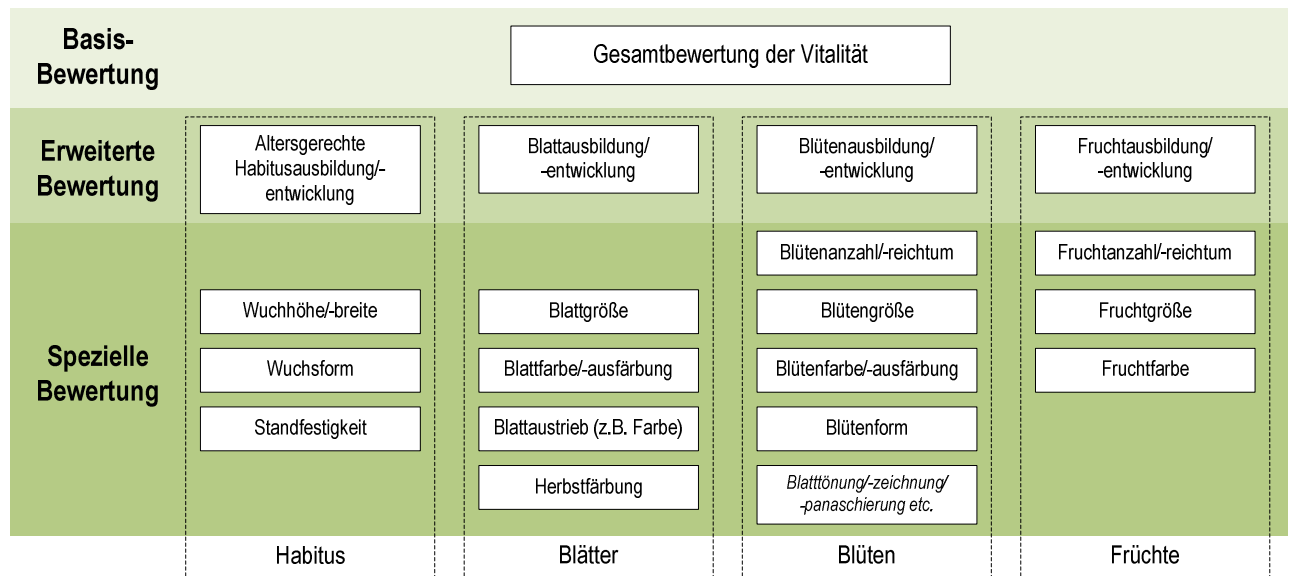 Basis-
Bewertung
Gesamtbewertung der Vitalität
Erweiterte
Bewertung
Altersgerechte
Habitusausbildung/-
entwicklung
Blattausbildung/
-entwicklung
Blütenausbildung/
-entwicklung
Fruchtausbildung/
-entwicklung
Spezielle
Bewertung
Blütenanzahl/-reichtum
Fruchtanzahl/-reichtum
Wuchhöhe/-breite
Blattgröße
Blütengröße
Fruchtgröße
Wuchsform
Blattfarbe/-ausfärbung
Blütenfarbe/-ausfärbung
Fruchtfarbe
Standfestigkeit
Blattaustrieb (z.B. Farbe)
Blütenform
Herbstfärbung
Blatttönung/-zeichnung/
-panaschierung etc.
Habitus
Blätter
Blüten
Früchte